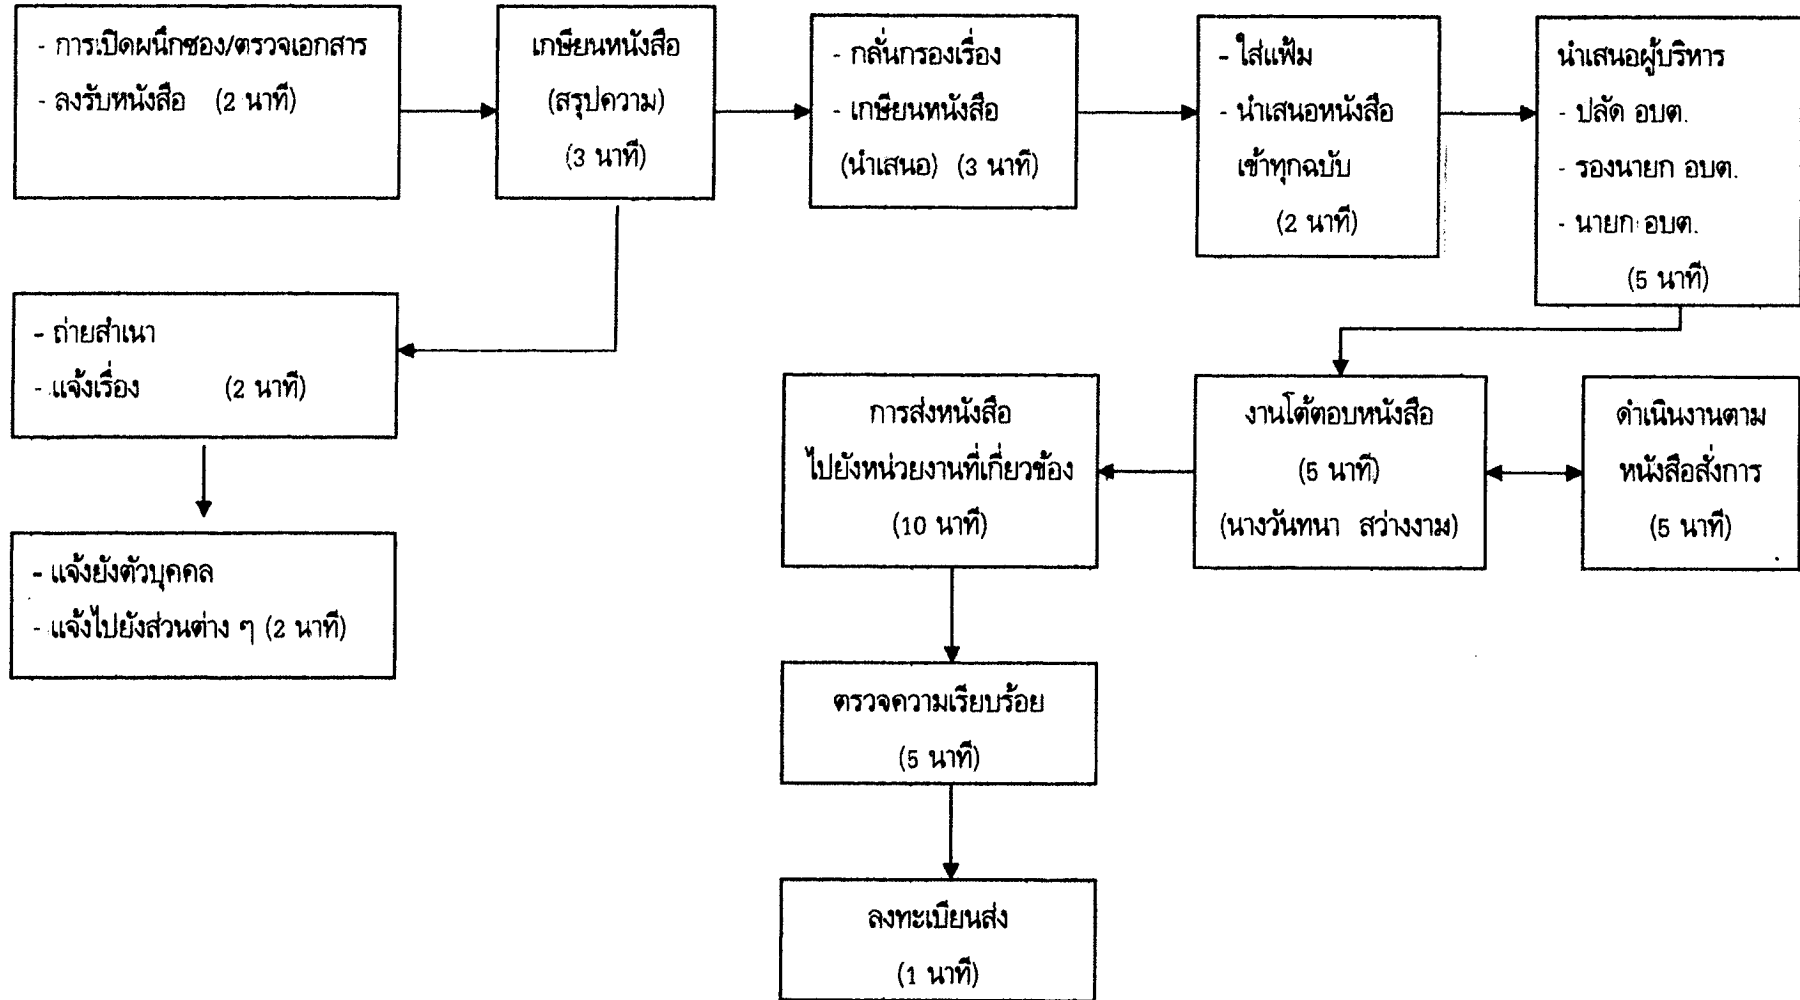 - การเปิดผนึกซอง/ตรวจเอกสาร
- ลงรับหนังสือ (2 นาที)
เกษียนหนังสือ
(สรุปความ)
(3 นาที)
- กลั่นกรองเรื่อง
- เกษียนหนังสือ
(นำเสนอ) (3 นาที)
- ใส่แฟ้ม
- นำเสนอหนังสือ
เข้าทุกฉบับ
(2 นาที)
นำเสนอผู้บริหาร
- ปลัด อบต.
- รองนายก อบต.
- นายก อบต.
(5 นาที)
- ถ่ายสำเนา
- แจ้งเรื่อง (2 นาที)
- แจ้งยังตัวบุคคล
- แจ้งไปยังส่วนต่าง ๆ (2 นาที)
การส่งหนังสือ
ไปยังหน่วยงานที่เกี่ยวข้อง
(10 นาที)
งานโต้ตอบหนังสือ
(5 นาที)
(นางวันทนา สว่างงาม)
ดำเนินงานตาม
หนังสือสั่งการ
(5 นาที)
ตรวจความเรียบร้อย
(5 นาที)
ลงทะเบียนส่ง
(1 นาที)